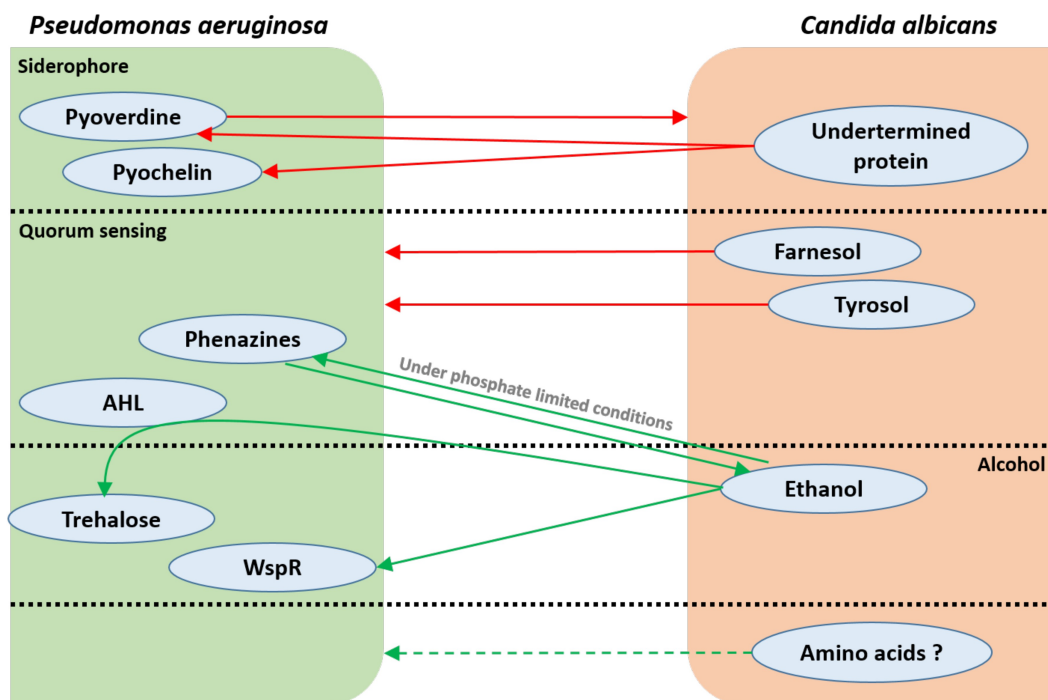 Pseudomonas aeruginosa
Candida albicans
Siderophore
Pyoverdine
Undertermined
protein
Pyochelin
Quorum sensing
Farnesol
Tyrosol
Phenazines
Under phosphate limited conditions
AHL
Alcohol
Ethanol
Trehalose
WspR
Amino acids ?